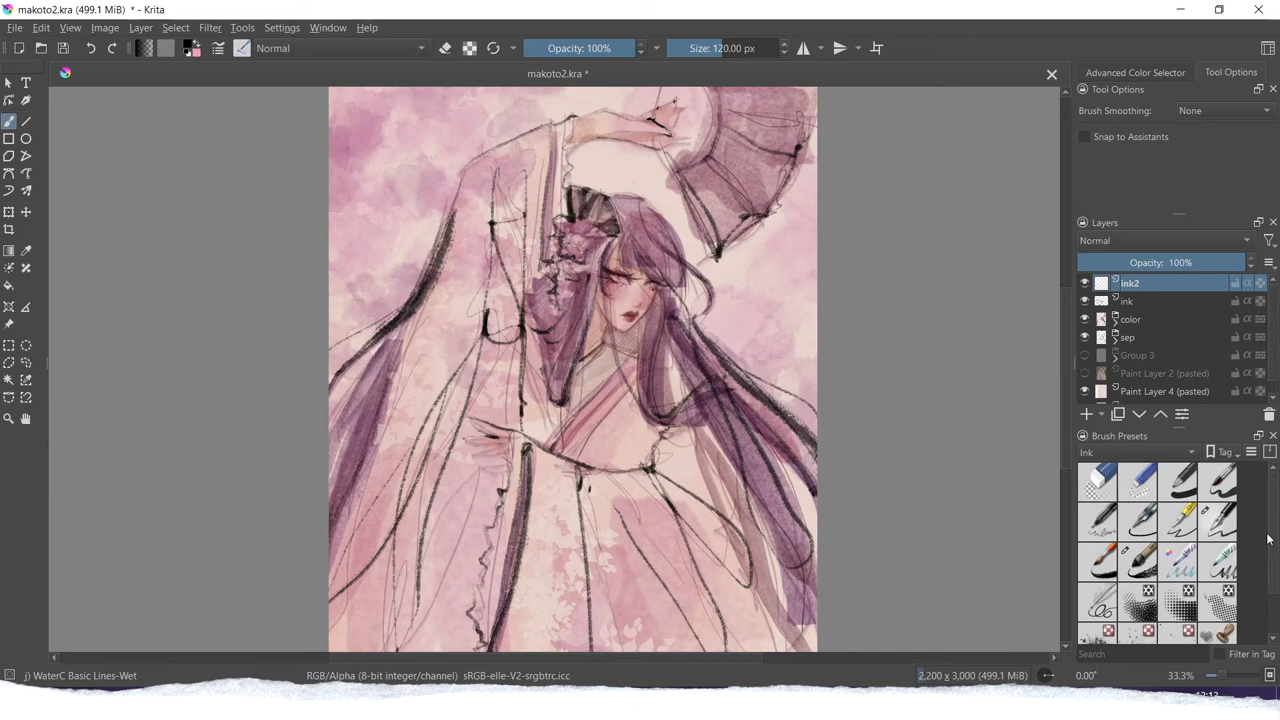 makoto2.kra (499.1 MiB) * - Krita
File Edit View Image Layer Select Filter Tools Settings Window Help
Normal
Opacity: 100%
Size: 120.00 px
makoto2.kra *
Advanced Color Selector
Tool Options
Tool Options
Brush Smoothing:
None
Snap to Assistants
Layers
Normal
Opacity: 100%
ink2
ink
color
sep
Group 3
Paint Layer 2 (pasted)
Paint Layer 4 (pasted)
Brush Presets
Ink
Tag
Search
Filter in Tag
j) WaterC Basic Lines-Wet
RGB/Alpha (8-bit integer/channel) sRGB-elle-V2-srgbtrc.icc
2,200 x 3,000 (499.1 MiB)
0.00°
33.3%